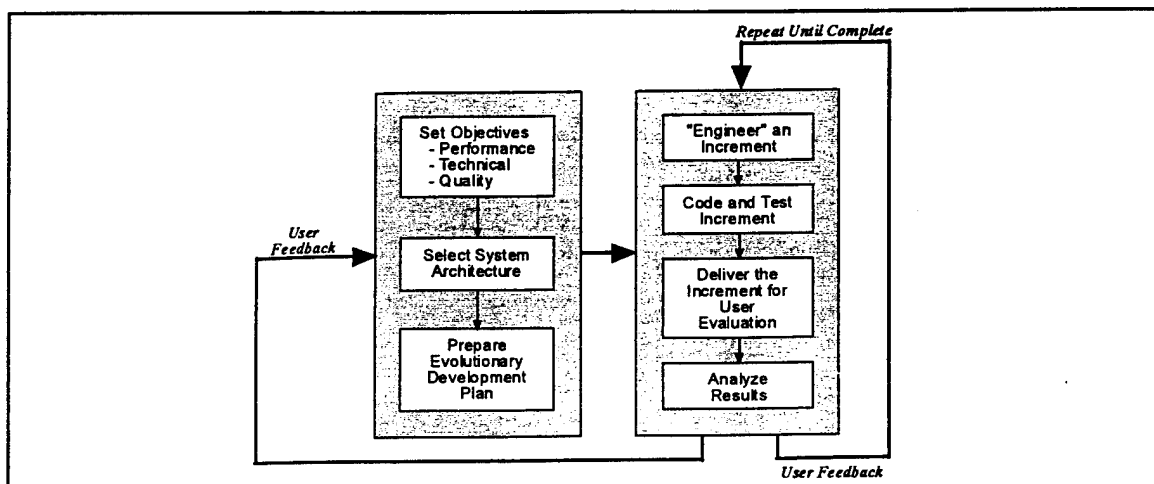 Repeat Until Complete
Set Objectives
- Performance
- Technical
- Quality
Select System
Architecture
Prepare
Evolutionary
Development
Plan
User
Feedback
"Engineer" an
Increment
Code and Test
Increment
Deliver the
Increment for
User
Evaluation
Analyze
Results
User Feedback